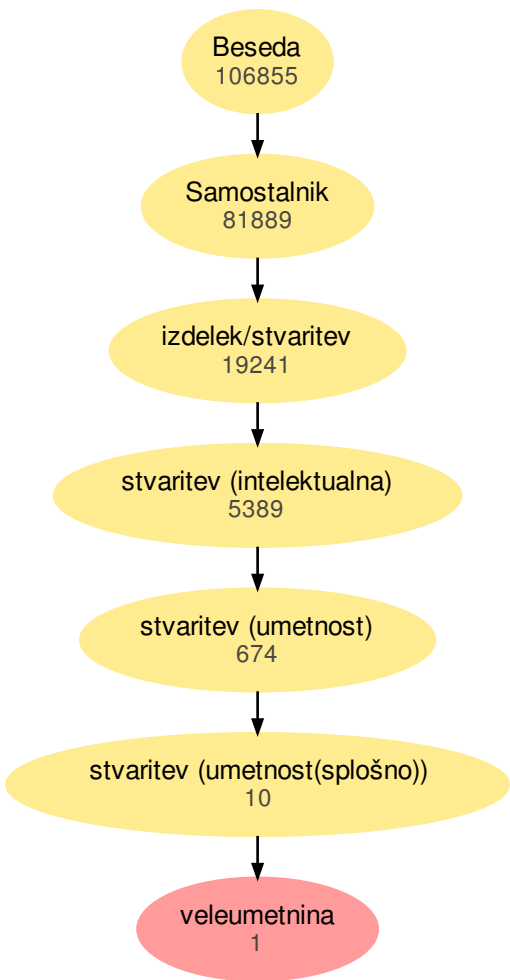 Beseda
106855
Samostalnik
81889
izdelek/stvaritev
19241
stvaritev (intelektualna)
5389
stvaritev (umetnost)
674
stvaritev (umetnost(splošno))
10
veleumetnina
1